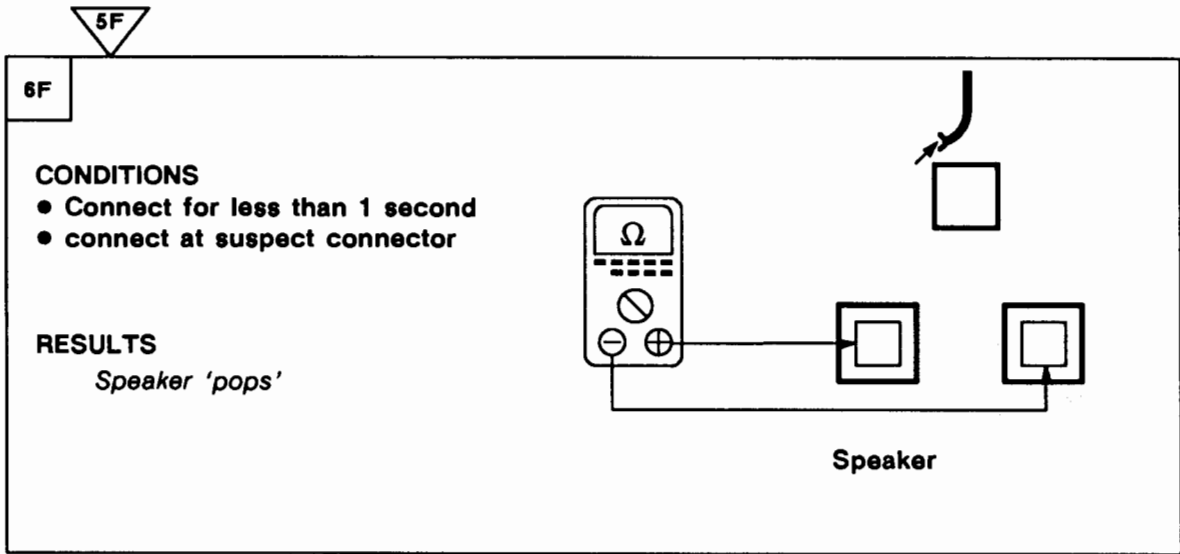 5F
6F
CONDITIONS
● Connect for less than 1 second
● connect at suspect connector
Ω
RESULTS
Speaker 'pops'
− +
Speaker